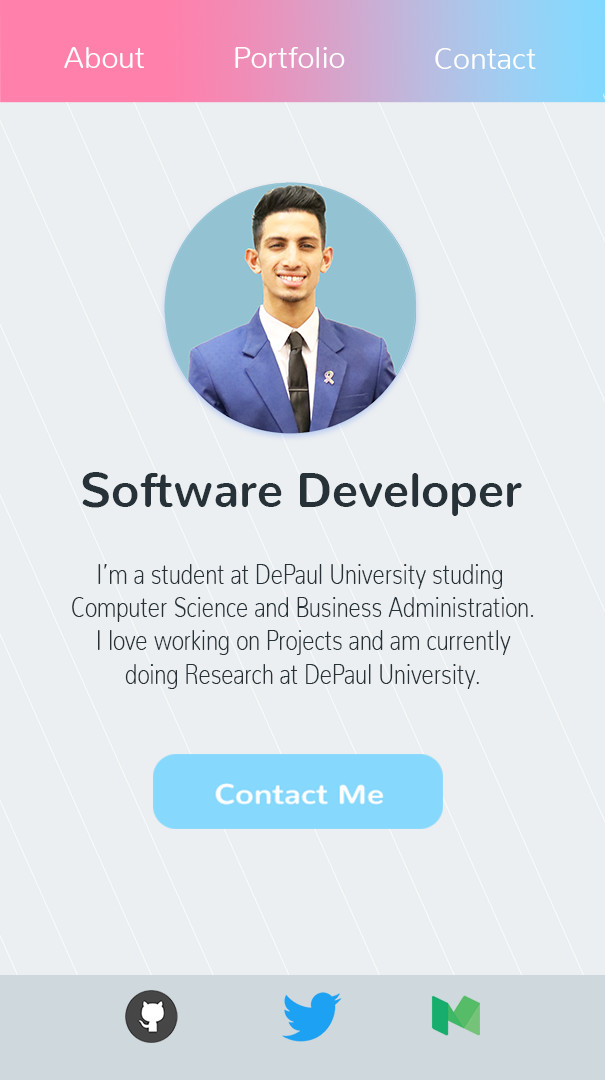 About Portfolio Contact
Software Developer
I'm a student at DePaul University studing
Computer Science and Business Administration.
I love working on Projects and am currently
doing Research at DePaul University.
Contact Me